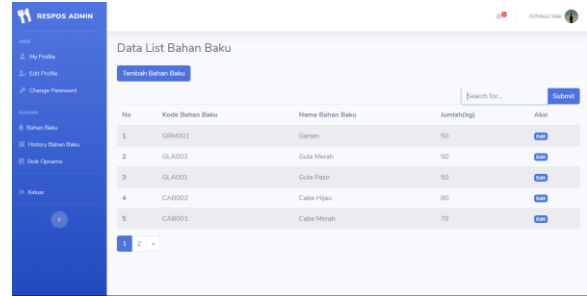 RESPOS ADMIN
Achileus Vale
USER
My Profile
Edit Profile
Change Password
GUDANG
Bahan Baku
History Bahan Baku
Stok Opname
Keluar
Data List Bahan Baku
Tambah Bahan Baku
Search for...
Submit
No Kode Bahan Baku Nama Bahan Baku Jumlah(kg) Aksi
1 GRM001 Garam 50 Edit
2 GLA002 Gula Merah 50 Edit
3 GLA001 Gula Pasir 50 Edit
4 CAB002 Cabe Hijau 80 Edit
5 CAB001 Cabe Merah 70 Edit
1 2 »